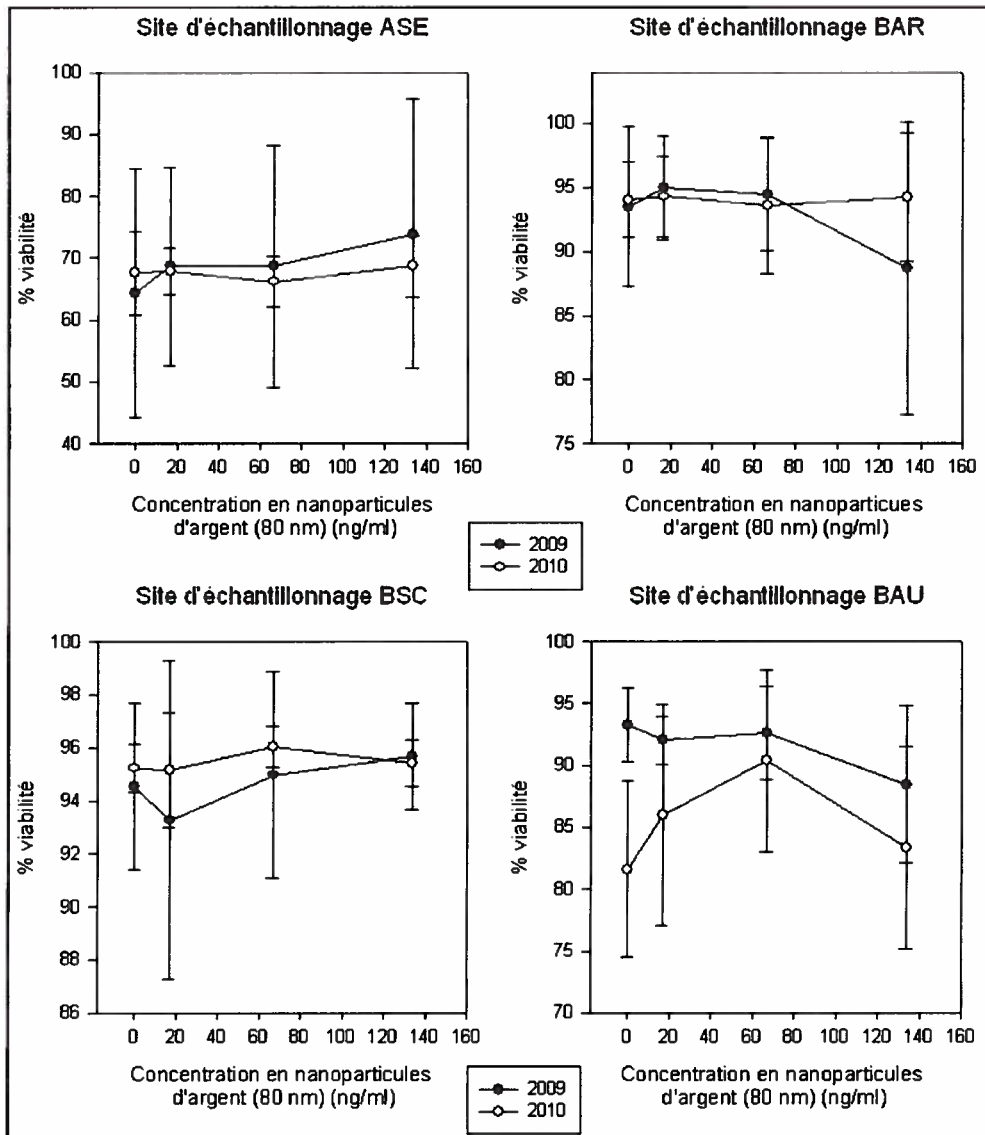 Site d'échantillonnage ASE
% viabilité
100
90
80
70
60
50
40
0 20 40 60 80 100 120 140 160
Concentration en nanoparticules
d'argent (80 nm) (ng/ml)
Site d'échantillonnage BAR
% viabilité
100
95
90
85
80
75
0 20 40 60 80 100 120 140 160
Concentration en nanoparticues
d'argent (80 nm) (ng/ml)
2009
2010
Site d'échantillonnage BSC
% viabilité
100
98
96
94
92
90
88
86
0 20 40 60 80 100 120 140 160
Concentration en nanoparticules
d'argent (80 nm) (ng/ml)
Site d'échantillonnage BAU
% viabilité
100
95
90
85
80
75
70
0 20 40 60 80 100 120 140 160
Concentration en nanoparticules
d'argent (80 nm) (ng/ml)
2009
2010